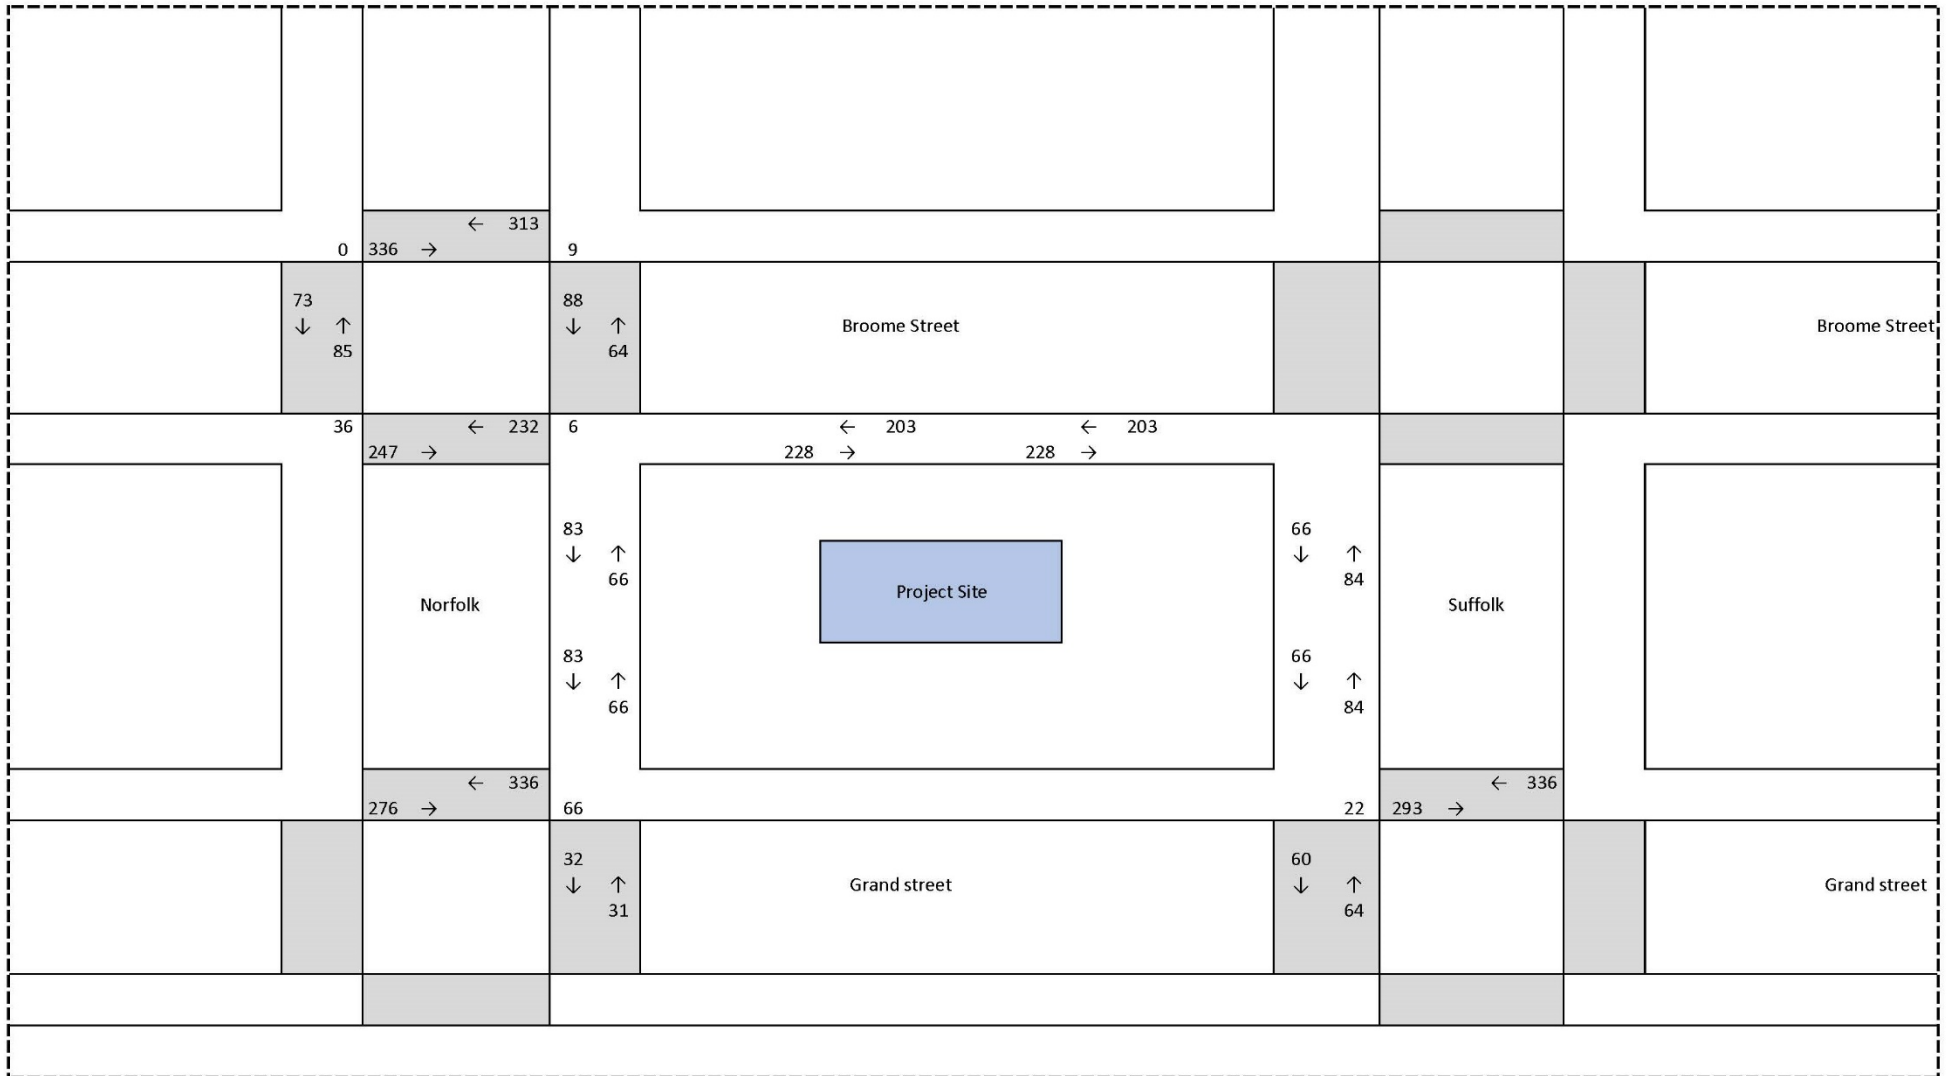 ← 313
0 336 → 9
73 88
↓ ↑ ↓ ↑ Broome Street Broome Street
85 64
36 ← 232 6 ← 203 ← 203
247 → 228 → 228 →
83 66
↓ ↑ ↓ ↑
66 84
Project Site
Norfolk Suffolk
83 66
↓ ↑ ↓ ↑
66 84
← 336 ← 336
276 → 66 22 293 →
32 60
↓ ↑ Grand street ↓ ↑ Grand street
31 64